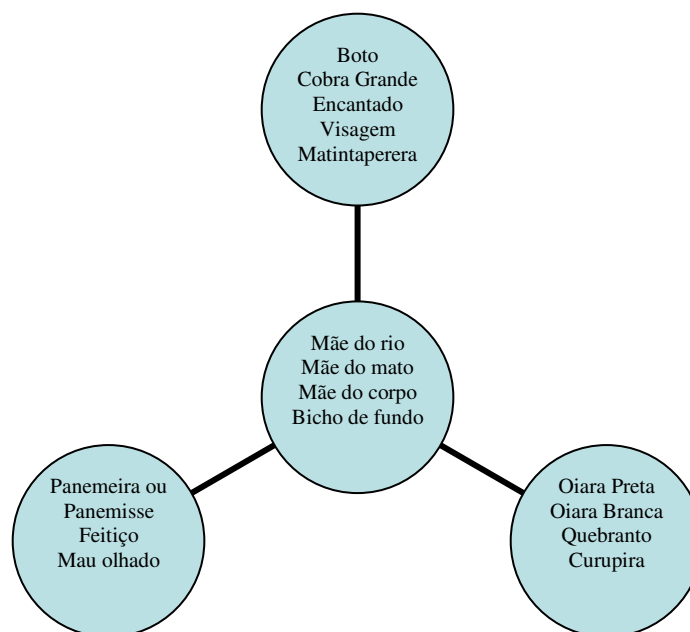 Boto
Cobra Grande
Encantado
Visagem
Matintaperera
Mãe do rio
Mãe do mato
Mãe do corpo
Bicho de fundo
Panemeira ou
Panemisse
Feitiço
Mau olhado
Oiara Preta
Oiara Branca
Quebranto
Curupira